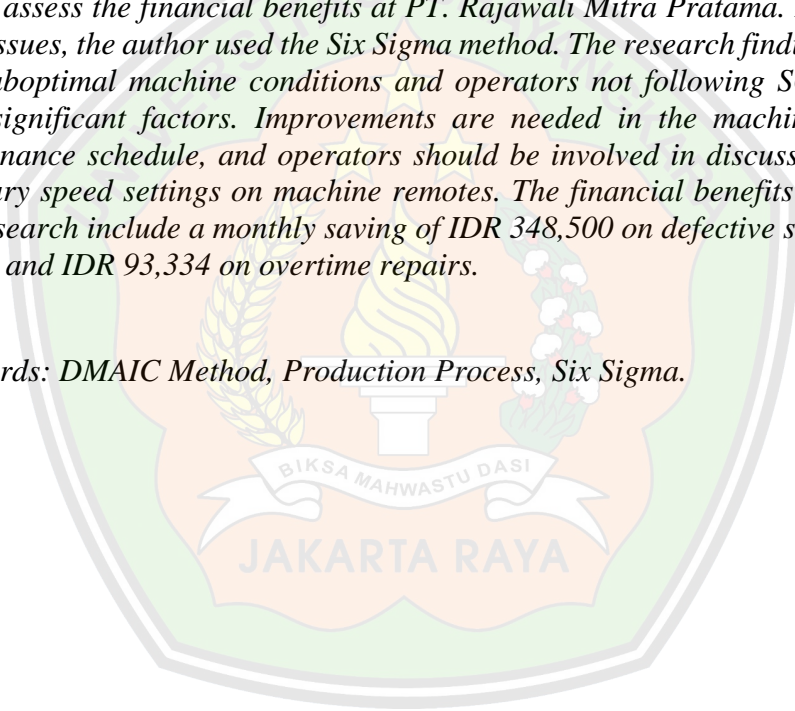 assess the financial benefits at PT. Rajawali Mitra Pratama.
ssues, the author used the Six Sigma method. The research findi
uboptimal machine conditions and operators not following S
significant factors. Improvements are needed in the machin
nance schedule, and operators should be involved in discuss
ry speed settings on machine remotes. The financial benefits
search include a monthly saving of IDR 348,500 on defective s
and IDR 93,334 on overtime repairs.
rds: DMAIC Method, Production Process, Six Sigma.
BIKSA MAHWASTU DASI
JAKARTA RAYA